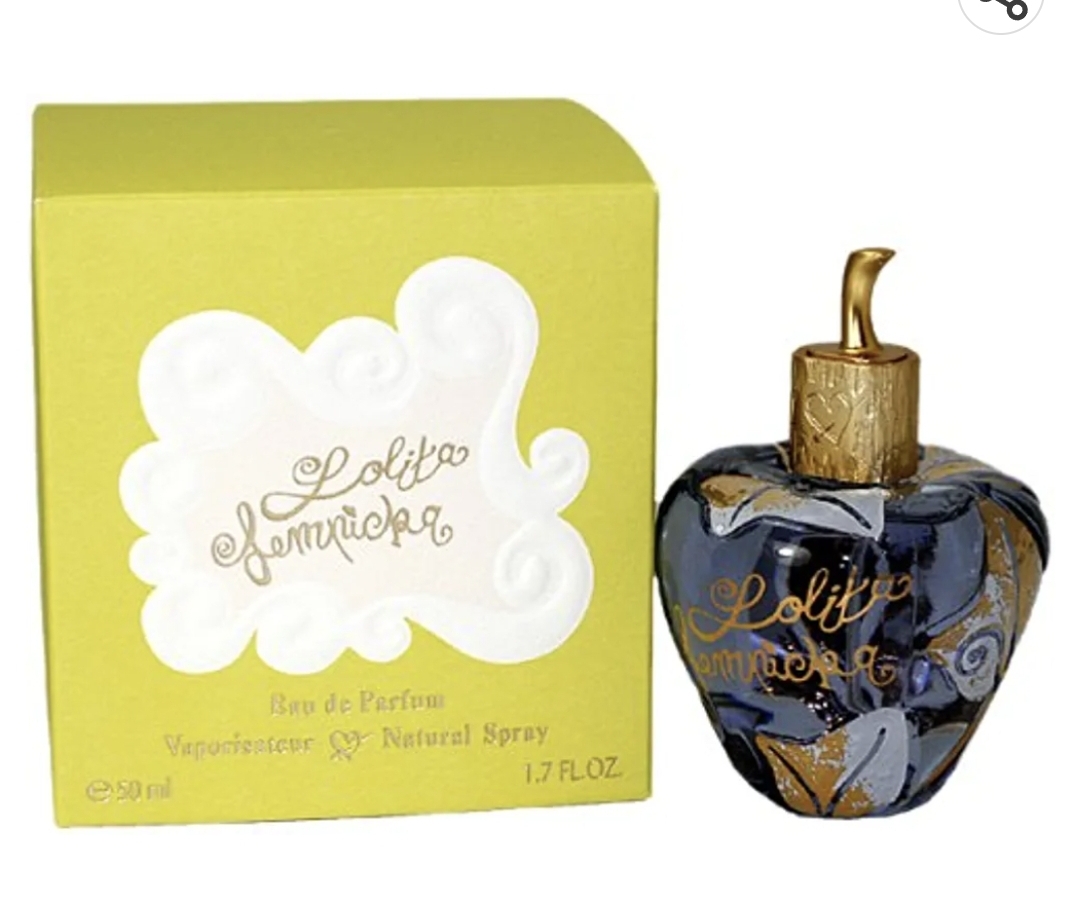 Lolita
Lempicka
Eau de Parfum
Vaporisateur Natural Spray
℮ 50 ml
1.7 FL.OZ.
Lolita
Lempicka